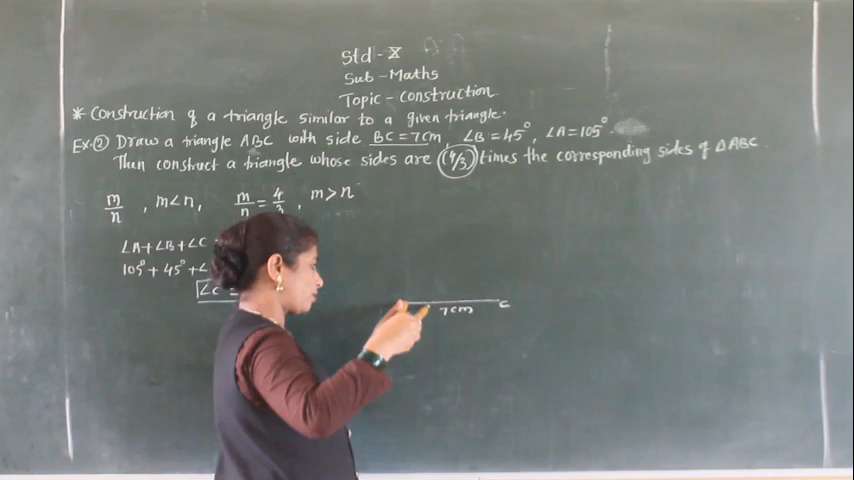 Std - X
Sub - Maths
Topic - construction.
* Construction of a triangle similar to a given triangle.
Ex.② Draw a triangle ABC with side BC = 7cm, ∠B = 45°, ∠A = 105°.
Then construct a triangle whose sides are (4/3) times the corresponding sides of △ABC.
m/n , m<n, m/n = 4/3 , m>n
∠A + ∠B + ∠C
105° + 45° + ∠
∠C =
7cm C